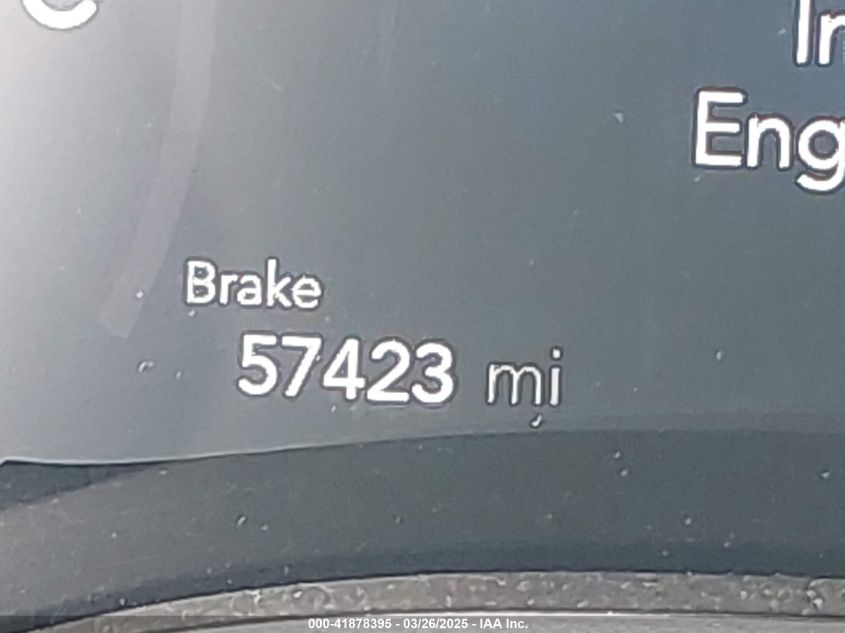 Eng
Brake
57423 mi
000-41878395 - 03/26/2025 - IAA Inc.